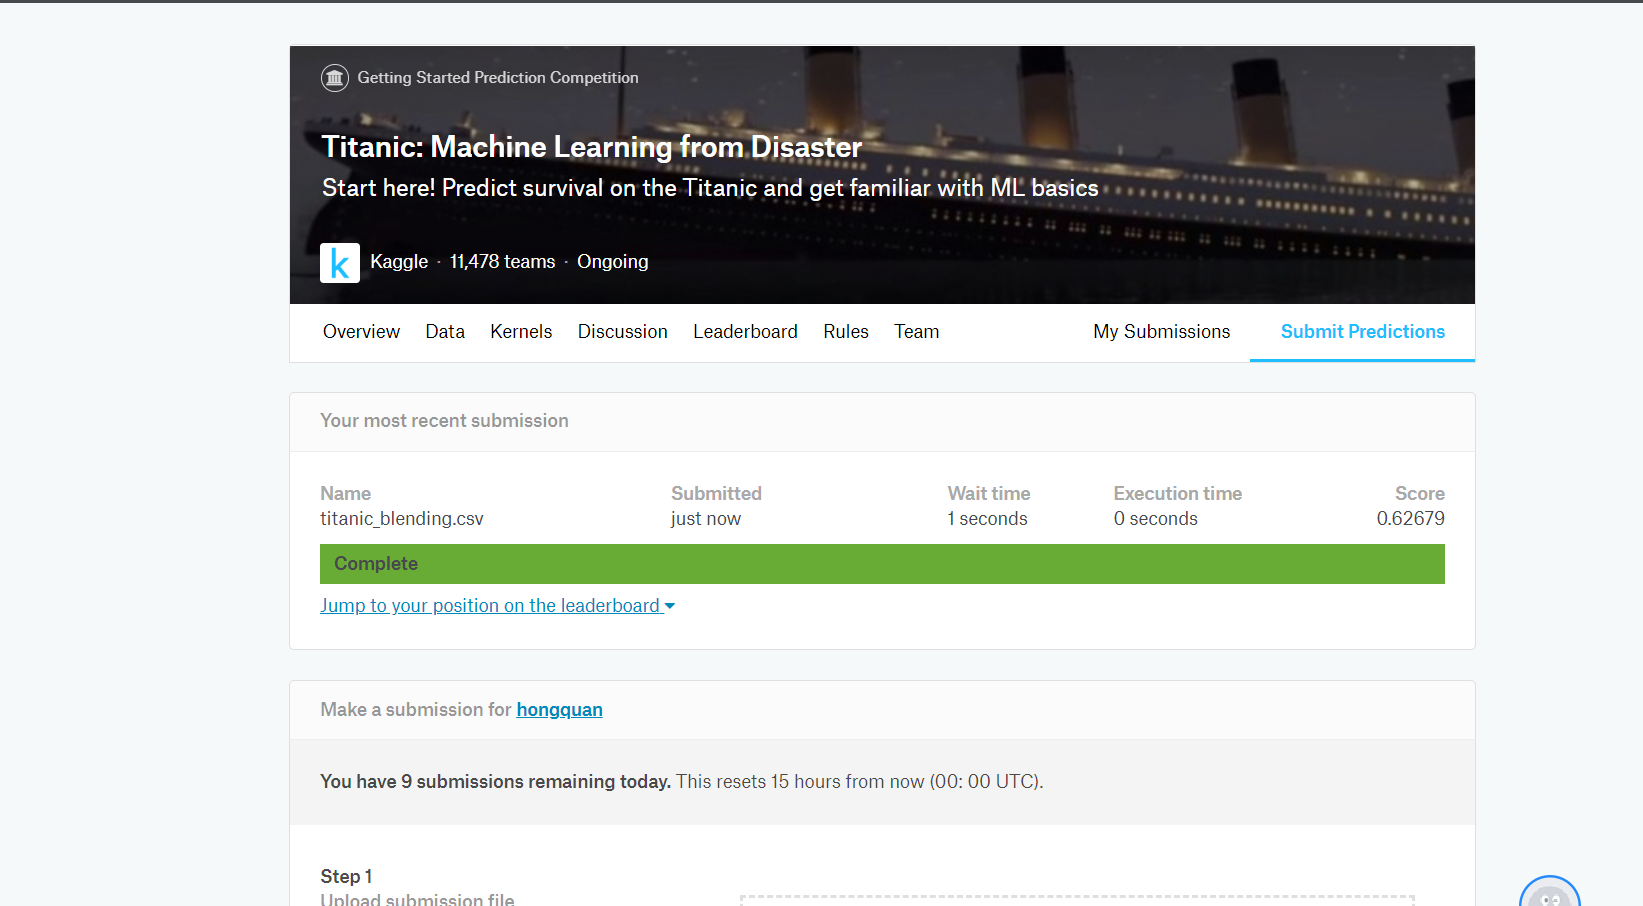 Getting Started Prediction Competition
Titanic: Machine Learning from Disaster
Start here! Predict survival on the Titanic and get familiar with ML basics
k
Kaggle · 11,478 teams · Ongoing
Overview Data Kernels Discussion Leaderboard Rules Team My Submissions Submit Predictions
Your most recent submission
Name Submitted Wait time Execution time Score
titanic_blending.csv just now 1 seconds 0 seconds 0.62679
Complete
Jump to your position on the leaderboard
Make a submission for hongquan
You have 9 submissions remaining today. This resets 15 hours from now (00: 00 UTC).
Step 1
Upload submission file